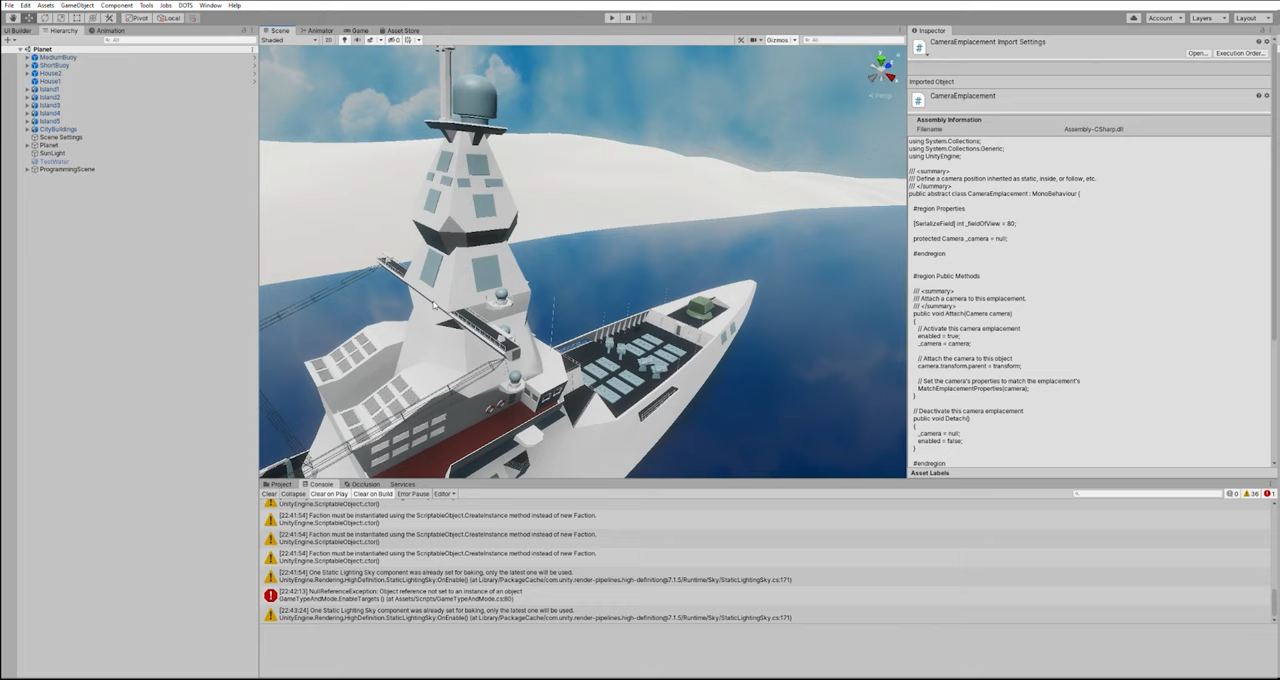 File Edit Assets GameObject Component Tools Jobs DOTS Window Help
Pivot Local Account Layers Layout
UI Builder Hierarchy Animation
All
Planet
MediumBuoy
ShortBuoy
House2
House1
Island1
Island2
Island3
Island4
Island5
CityBuildings
Scene Settings
Planet
SunLight
TestWater
ProgrammingScene
Scene Animator Game Asset Store
Shaded 2D 0 Gizmos All
Persp
Inspector
CameraEmplacement Import Settings
Open... Execution Order...
Imported Object
CameraEmplacement
Assembly Information
Filename Assembly-CSharp.dll
using System.Collections;
using System.Collections.Generic;
using UnityEngine;
/// <summary>
/// Define a camera position inherited as static, inside, or follow, etc.
/// </summary>
public abstract class CameraEmplacement : MonoBehaviour {
#region Properties
[SerializeField] int _fieldOfView = 80;
protected Camera _camera = null;
#endregion
#region Public Methods
/// <summary>
/// Attach a camera to this emplacement.
/// </summary>
public void Attach(Camera camera)
{
// Activate this camera emplacement
enabled = true;
_camera = camera;
// Attach the camera to this object
camera.transform.parent = transform;
// Set the camera's properties to match the emplacement's
MatchEmplacementProperties(camera);
}
// Deactivate this camera emplacement
public void Detach()
{
_camera = null;
enabled = false;
}
#endregion
Asset Labels
Project Console Occlusion Services
Clear Collapse Clear on Play Clear on Build Error Pause Editor 0 36 1
UnityEngine.ScriptableObject:.ctor()
[22:41:54] Faction must be instantiated using the ScriptableObject.CreateInstance method instead of new Faction.
UnityEngine.ScriptableObject:.ctor()
[22:41:54] Faction must be instantiated using the ScriptableObject.CreateInstance method instead of new Faction.
UnityEngine.ScriptableObject:.ctor()
[22:41:54] Faction must be instantiated using the ScriptableObject.CreateInstance method instead of new Faction.
UnityEngine.ScriptableObject:.ctor()
[22:41:54] One Static Lighting Sky component was already set for baking, only the latest one will be used.
UnityEngine.Rendering.HighDefinition.StaticLightingSky:OnEnable() (at Library/PackageCache/com.unity.render-pipelines.high-definition@7.1.5/Runtime/Sky/StaticLightingSky.cs:171)
[22:42:13] NullReferenceException: Object reference not set to an instance of an object
GameTypeAndMode.EnableTargets () (at Assets/Scripts/GameTypeAndMode.cs:80)
[22:43:24] One Static Lighting Sky component was already set for baking, only the latest one will be used.
UnityEngine.Rendering.HighDefinition.StaticLightingSky:OnEnable() (at Library/PackageCache/com.unity.render-pipelines.high-definition@7.1.5/Runtime/Sky/StaticLightingSky.cs:171)